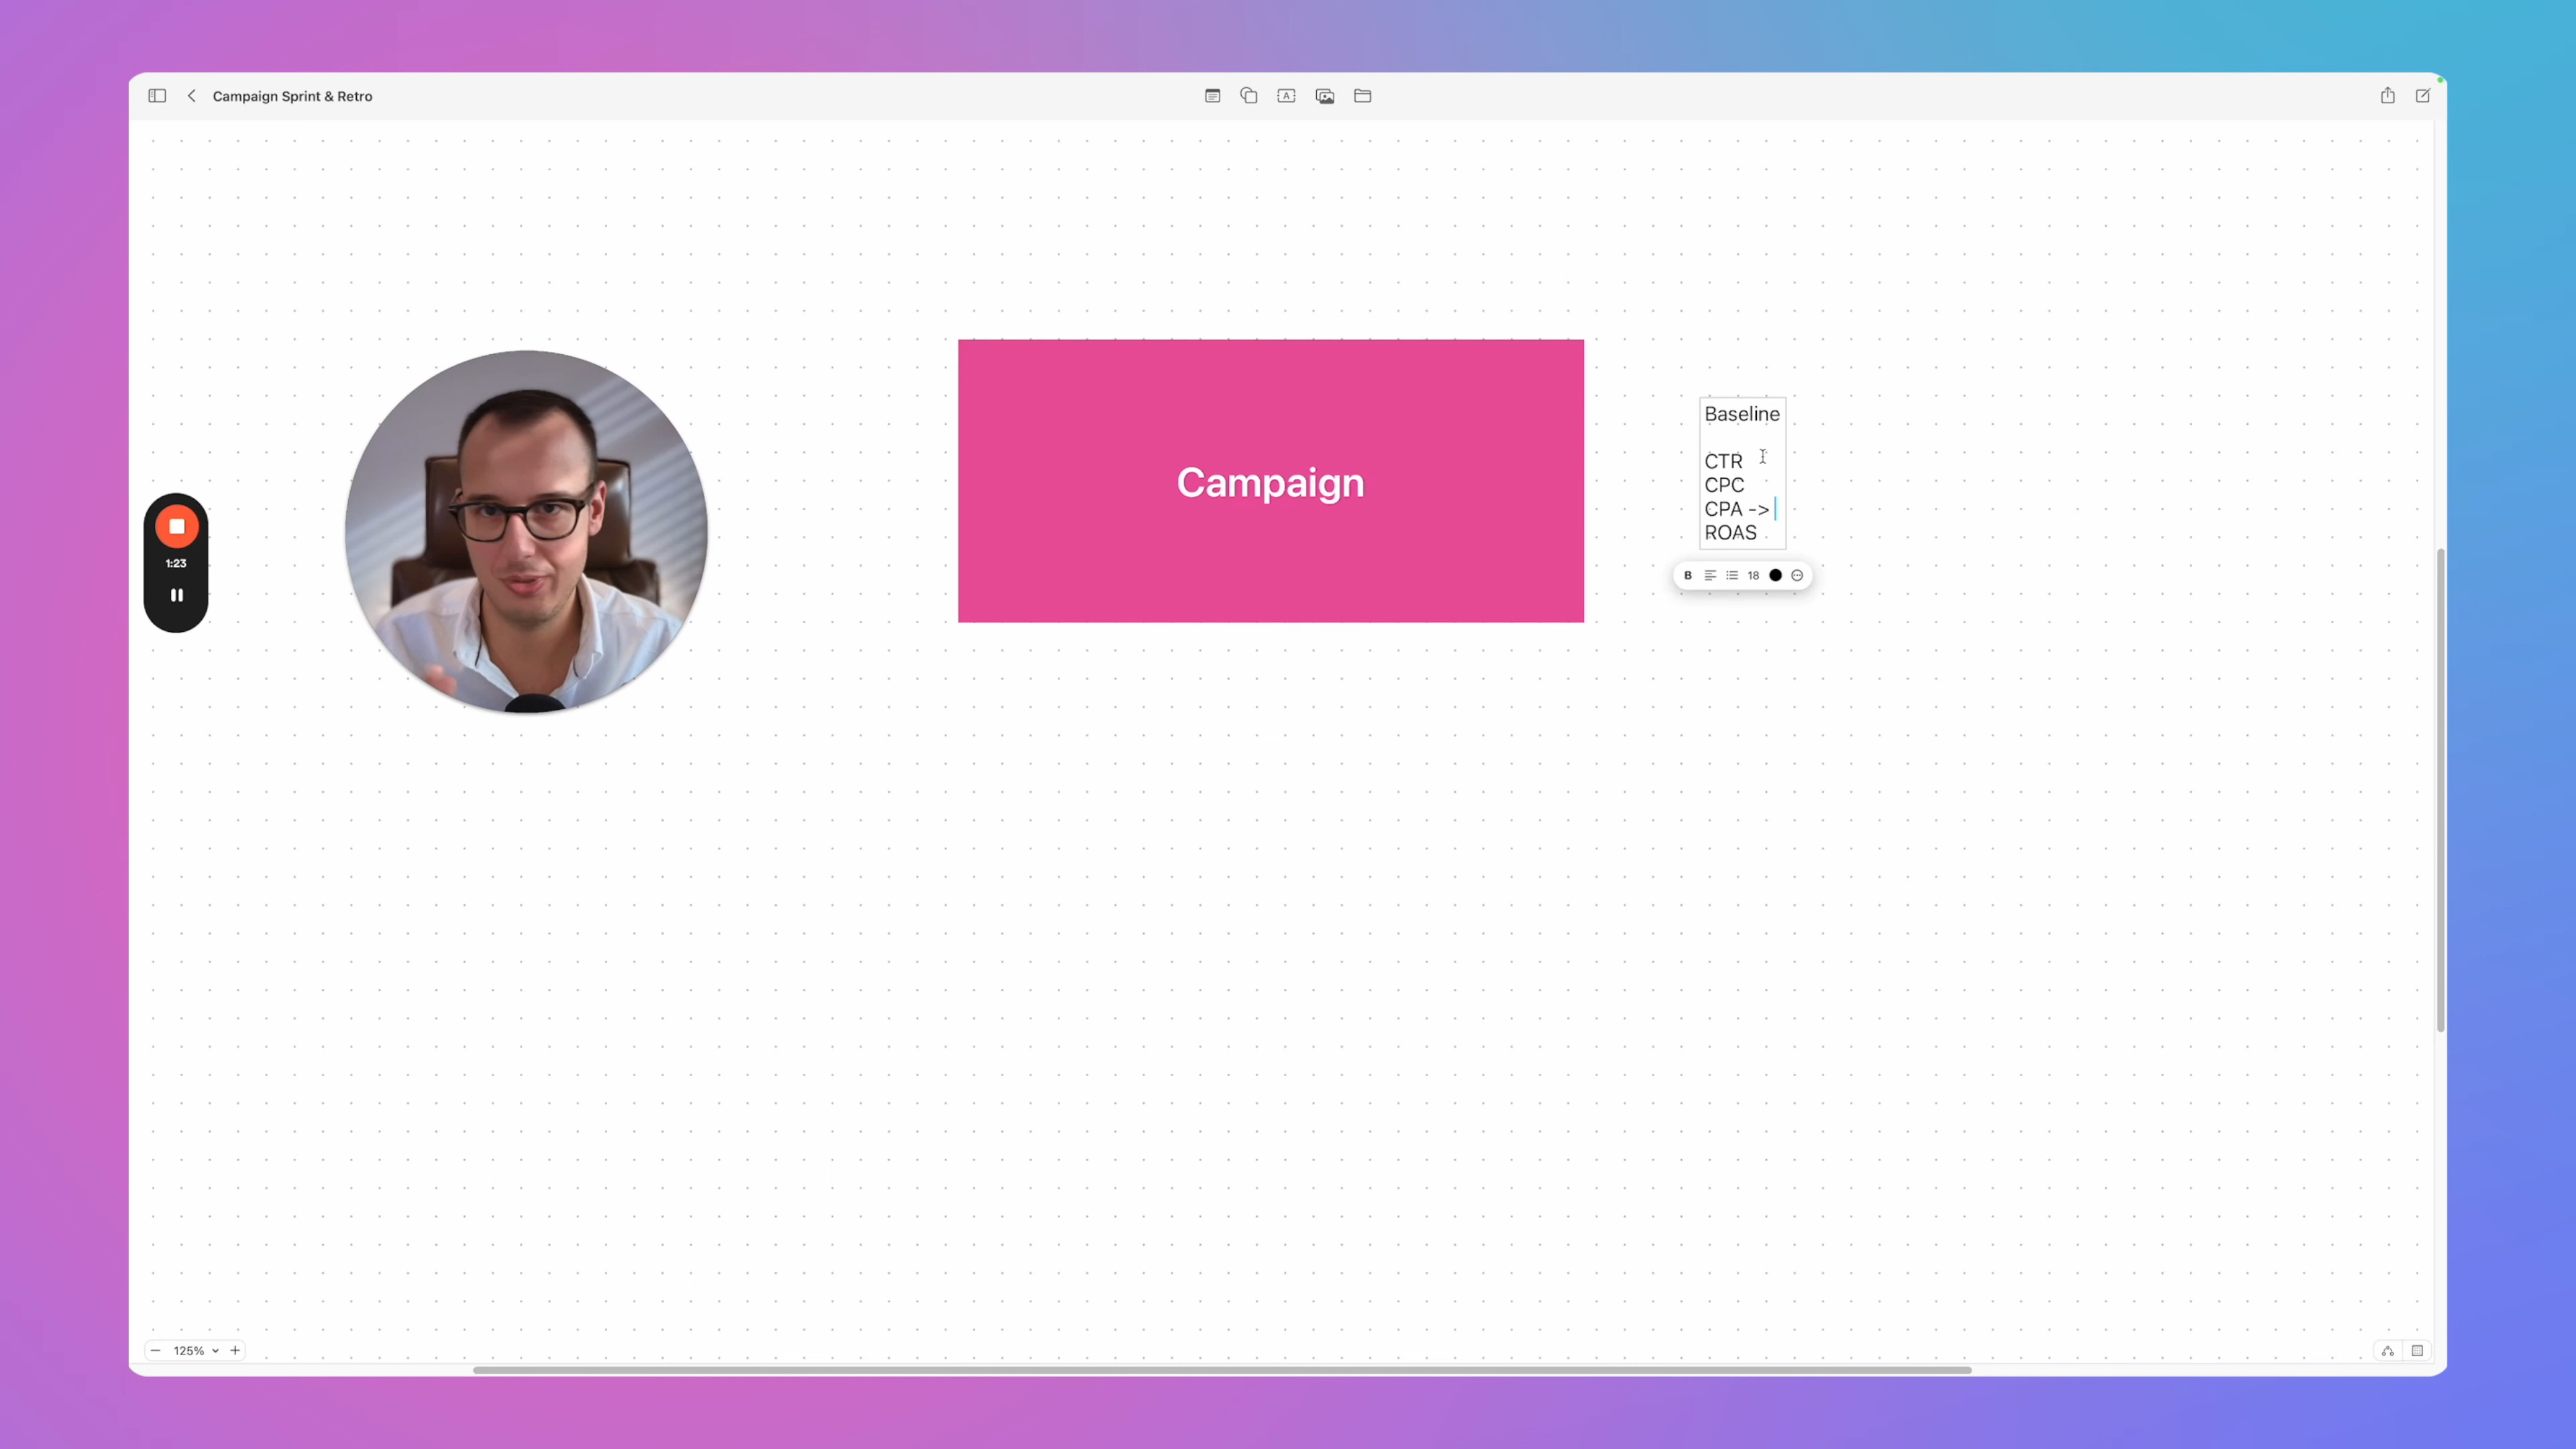 Campaign Sprint & Retro
A
Campaign
Baseline
CTR
CPC
CPA ->
ROAS
B 18
1:23
125%